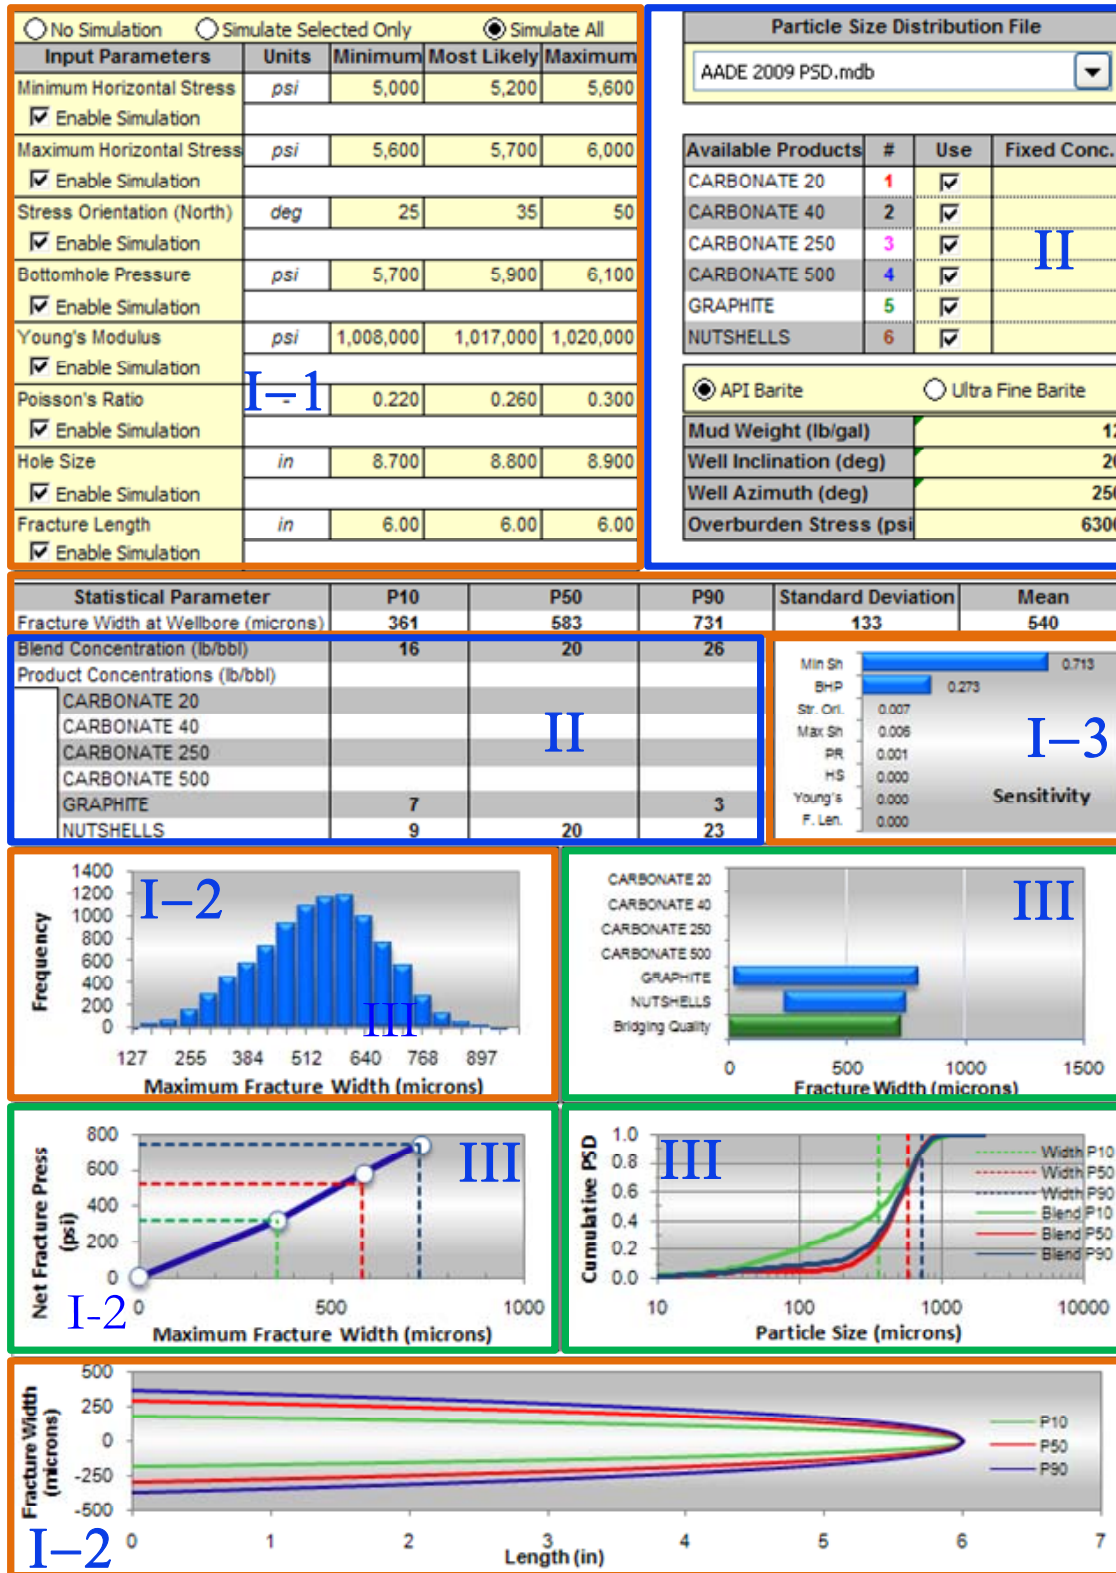 No Simulation Simulate Selected Only Simulate All
Input Parameters Units Minimum Most Likely Maximum
Minimum Horizontal Stress psi 5,000 5,200 5,600
Enable Simulation
Maximum Horizontal Stress psi 5,600 5,700 6,000
Enable Simulation
Stress Orientation (North) deg 25 35 50
Enable Simulation
Bottomhole Pressure psi 5,700 5,900 6,100
Enable Simulation
Young's Modulus psi 1,008,000 1,017,000 1,020,000
Enable Simulation
I-1
Poisson's Ratio - 0.220 0.260 0.300
Enable Simulation
Hole Size in 8.700 8.800 8.900
Enable Simulation
Fracture Length in 6.00 6.00 6.00
Enable Simulation
Particle Size Distribution File
AADE 2009 PSD.mdb
Available Products # Use Fixed Conc.
CARBONATE 20 1
CARBONATE 40 2
CARBONATE 250 3
II
CARBONATE 500 4
GRAPHITE 5
NUTSHELLS 6
API Barite Ultra Fine Barite
Mud Weight (lb/gal)
Well Inclination (deg)
Well Azimuth (deg) 250
Overburden Stress (psi 6300
Statistical Parameter P10 P50 P90 Standard Deviation Mean
Fracture Width at Wellbore (microns) 361 583 731 133 540
Blend Concentration (lb/bbl) 16 20 26
Product Concentrations (lb/bbl)
CARBONATE 20
CARBONATE 40
CARBONATE 250
CARBONATE 500
GRAPHITE 7 3
NUTSHELLS 9 20 23
II
Min Sh 0.713
BHP 0.273
Str. Ori. 0.007
Max Sh 0.006
PR 0.001
HS 0.000
Young's 0.000
F. Len. 0.000
I-3
Sensitivity
I-2
Frequency
1400
1200
1000
800
600
400
200
0
III
127 255 384 512 640 768 897
Maximum Fracture Width (microns)
CARBONATE 20
CARBONATE 40
CARBONATE 250
CARBONATE 500
GRAPHITE
NUTSHELLS
Bridging Quality
III
0 500 1000 1500
Fracture Width (microns)
Net Fracture Press (psi)
800
600
400
200
0
III
I-2
0 500 1000
Maximum Fracture Width (microns)
Cumulative PSD
1.0
0.8
0.6
0.4
0.2
0.0
III
Width P10
Width P50
Width P90
Blend P10
Blend P50
Blend P90
10 100 1000 10000
Particle Size (microns)
Fracture Width (microns)
500
250
0
-250
-500
P10
P50
P90
I-2
0 1 2 3 4 5 6 7
Length (in)